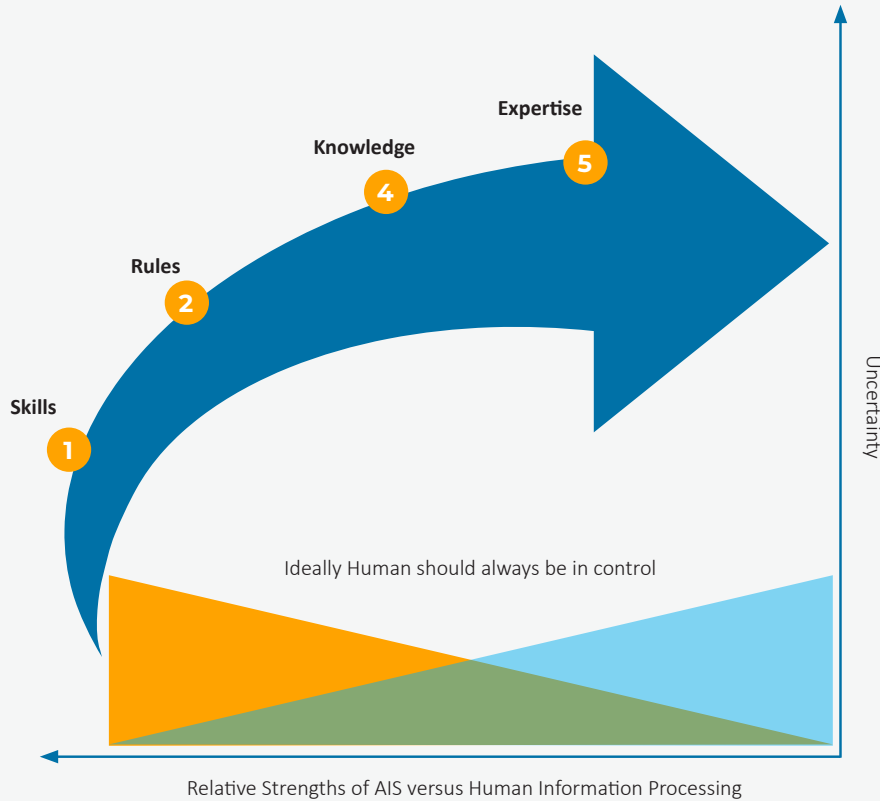 Expertise
5
Knowledge
4
Rules
2
Skills
1
Uncertainty
Ideally Human should always be in control
Relative Strengths of AIS versus Human Information Processing